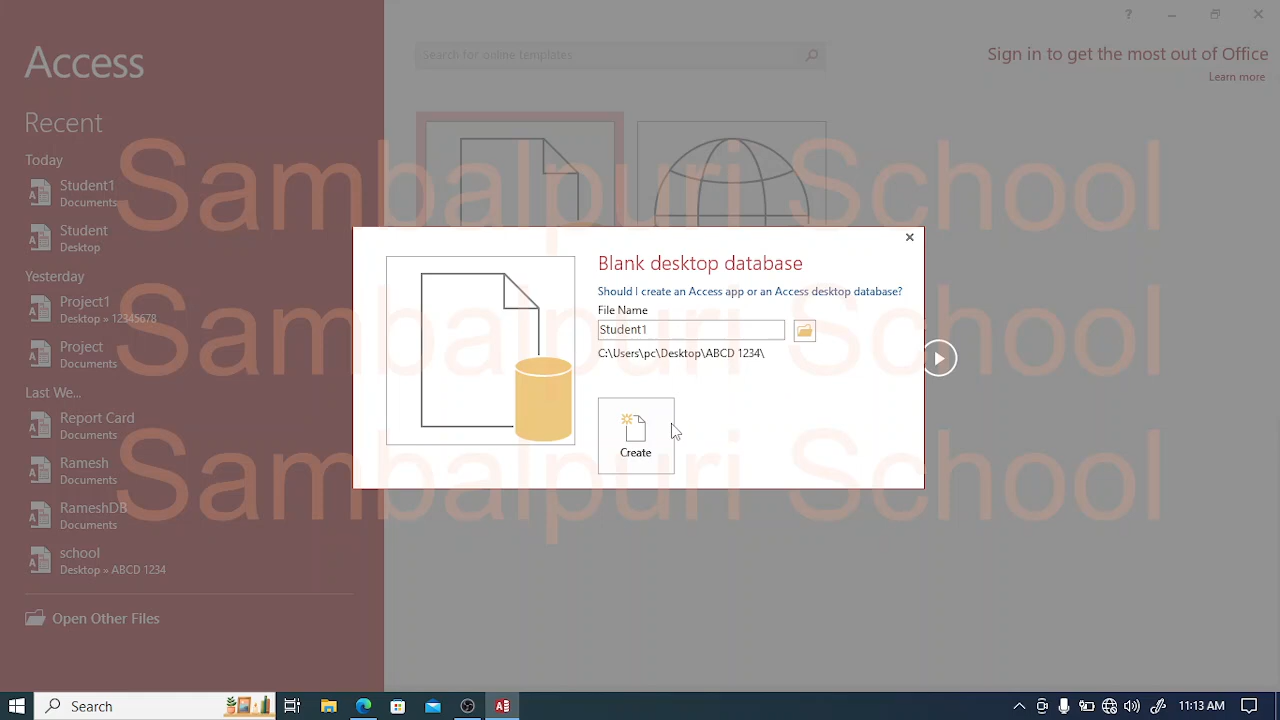 Access
Search for online templates
?
Sign in to get the most out of Office
Learn more
Recent
Today
Student1
Documents
Student
Desktop
Yesterday
Project1
Desktop » 12345678
Project
Documents
Last We...
Report Card
Documents
Ramesh
Documents
RameshDB
Documents
school
Desktop » ABCD 1234
Open Other Files
Sambalpuri School
Sambalpuri School
Sambalpuri School
Blank desktop database
Should I create an Access app or an Access desktop database?
File Name
Student1
C:\Users\pc\Desktop\ABCD 1234\
Create
Search
11:13 AM